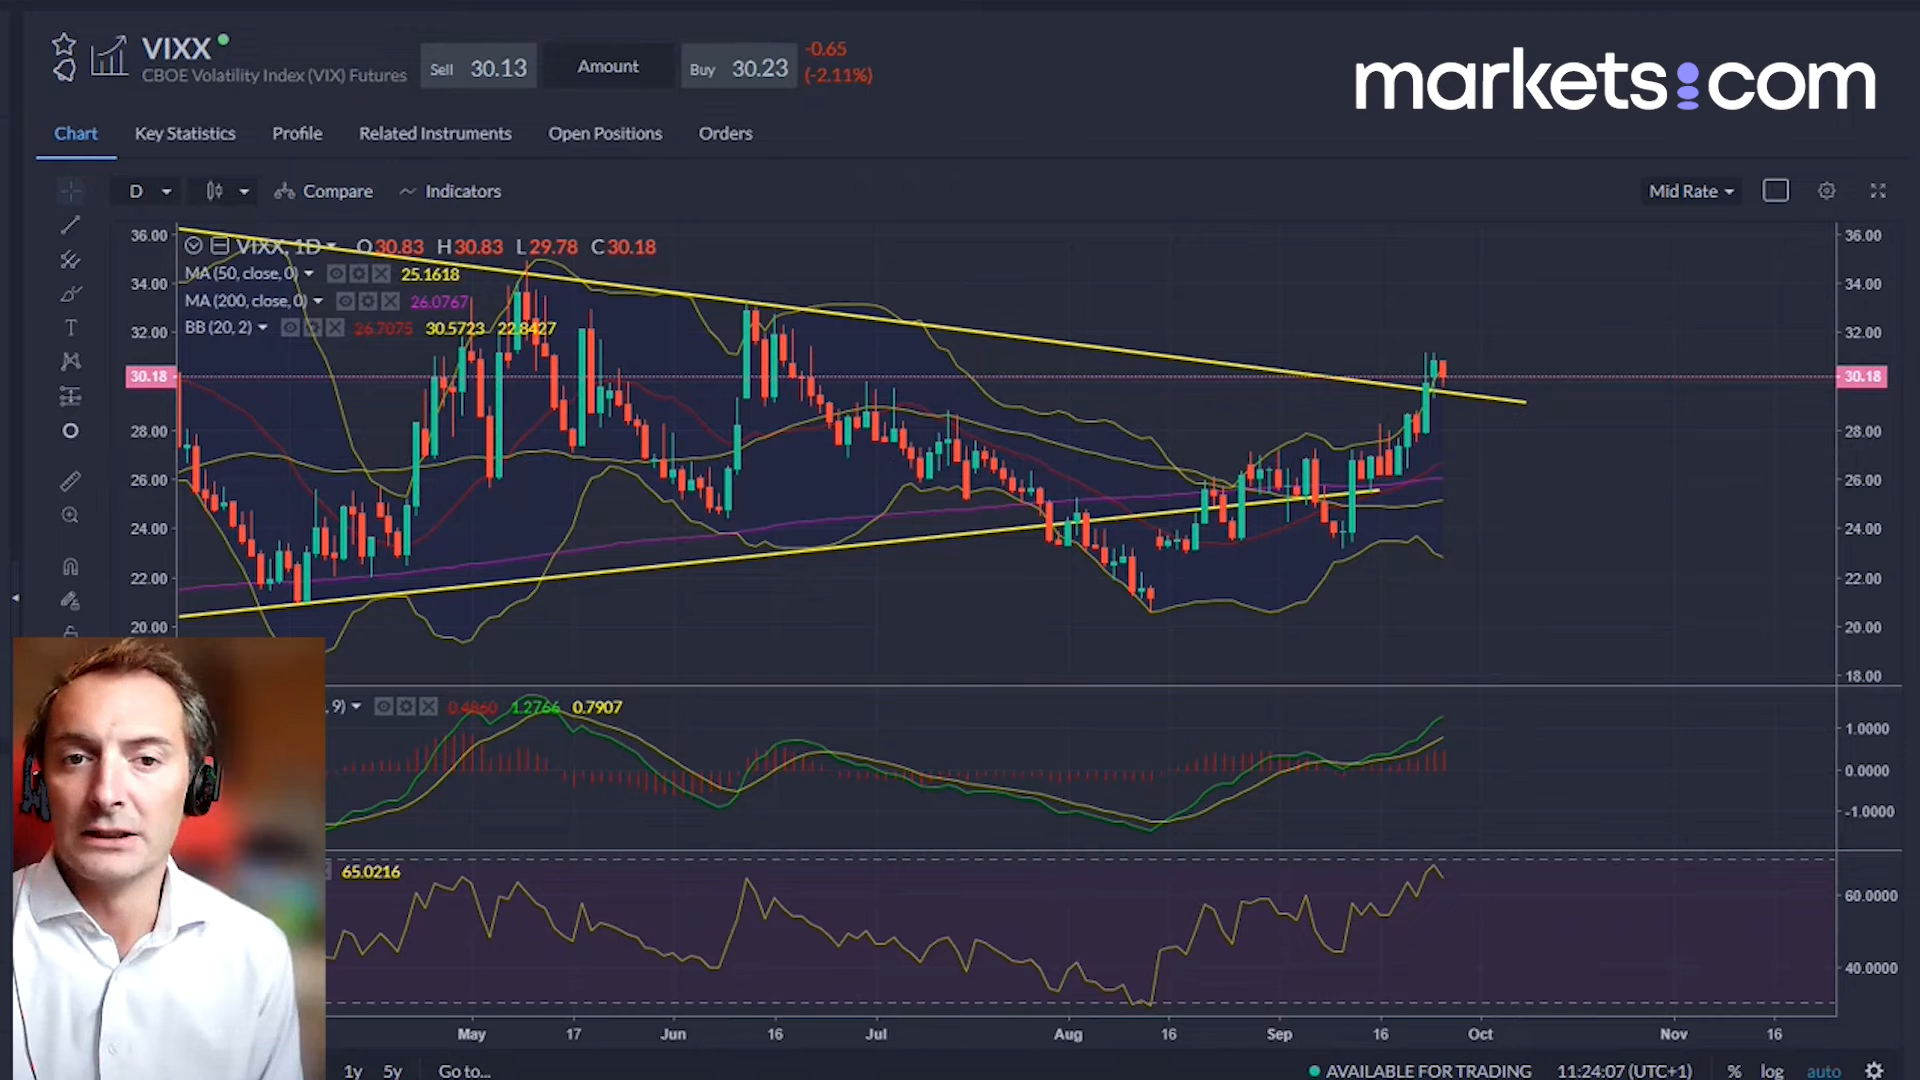 VIXX
CBOE Volatility Index (VIX) Futures
Sell 30.13
Amount
Buy 30.23
-0.65
(-2.11%)
markets.com
Chart Key Statistics Profile Related Instruments Open Positions Orders
D Compare Indicators Mid Rate
VIXX, 1D O30.83 H30.83 L29.78 C30.18
MA (50, close, 0) 25.1618
MA (200, close, 0) 26.0767
BB (20, 2) 26.7075 30.5723 22.8427
36.00
34.00
32.00
30.18
28.00
26.00
24.00
22.00
20.00
36.00
34.00
32.00
30.18
28.00
26.00
24.00
22.00
20.00
18.00
, 9) 0.4860 1.2766 0.7907
1.0000
0.0000
-1.0000
65.0216
60.0000
40.0000
May 17 Jun 16 Jul Aug 16 Sep 16 Oct Nov 16
1y 5y Go to...
AVAILABLE FOR TRADING 11:24:07 (UTC+1) % log auto